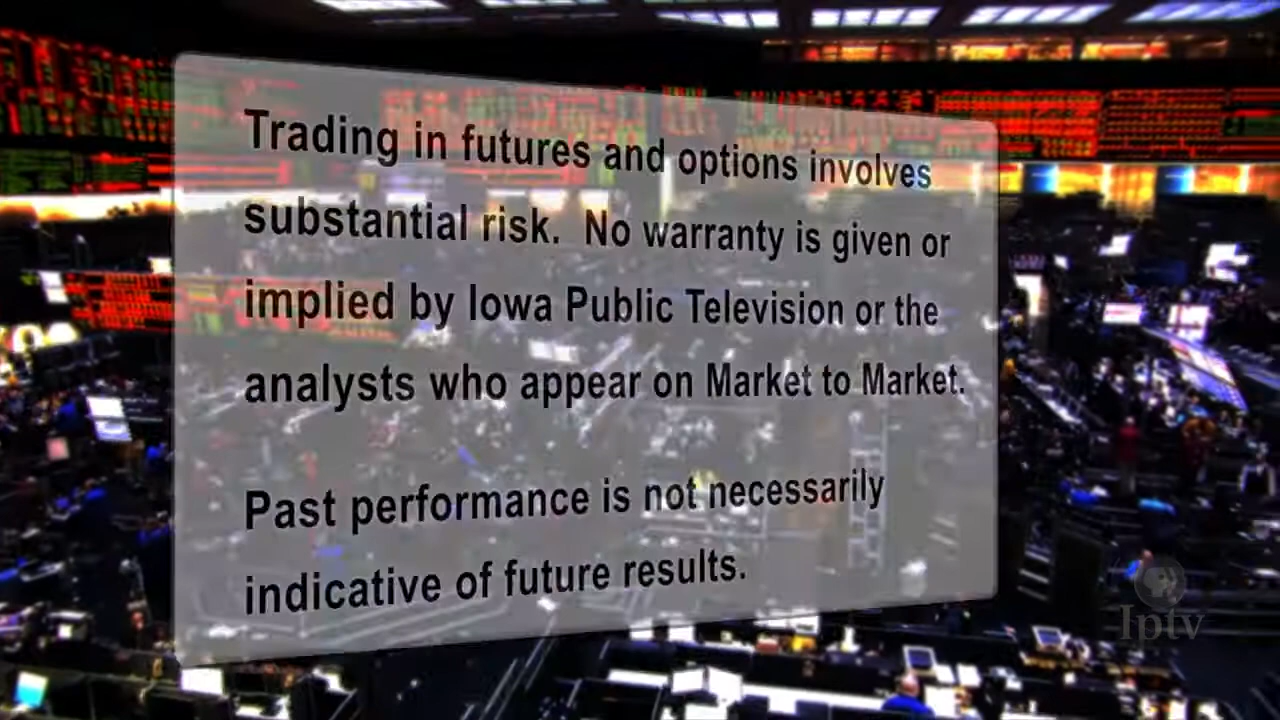 Trading in futures and options involves
substantial risk.  No warranty is given or
implied by Iowa Public Television or the
analysts who appear on Market to Market.
Past performance is not necessarily
indicative of future results.
Iptv